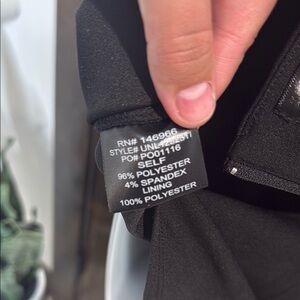 RN# 146966
STYLE#
PO# PO01116
SELF
96% POLYESTER
4% SPANDEX
LINING
100% POLYESTER